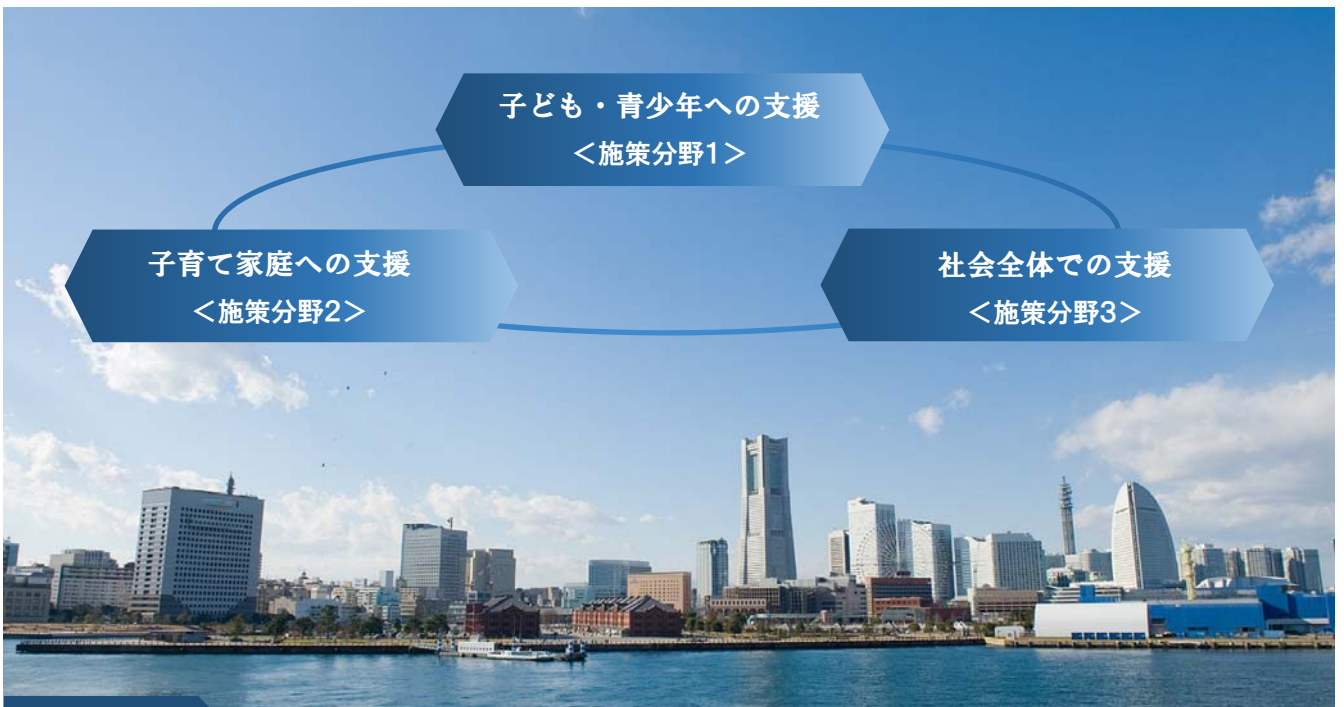 子ども・青少年への支援
＜施策分野1＞
子育て家庭への支援
＜施策分野2＞
社会全体での支援
＜施策分野3＞